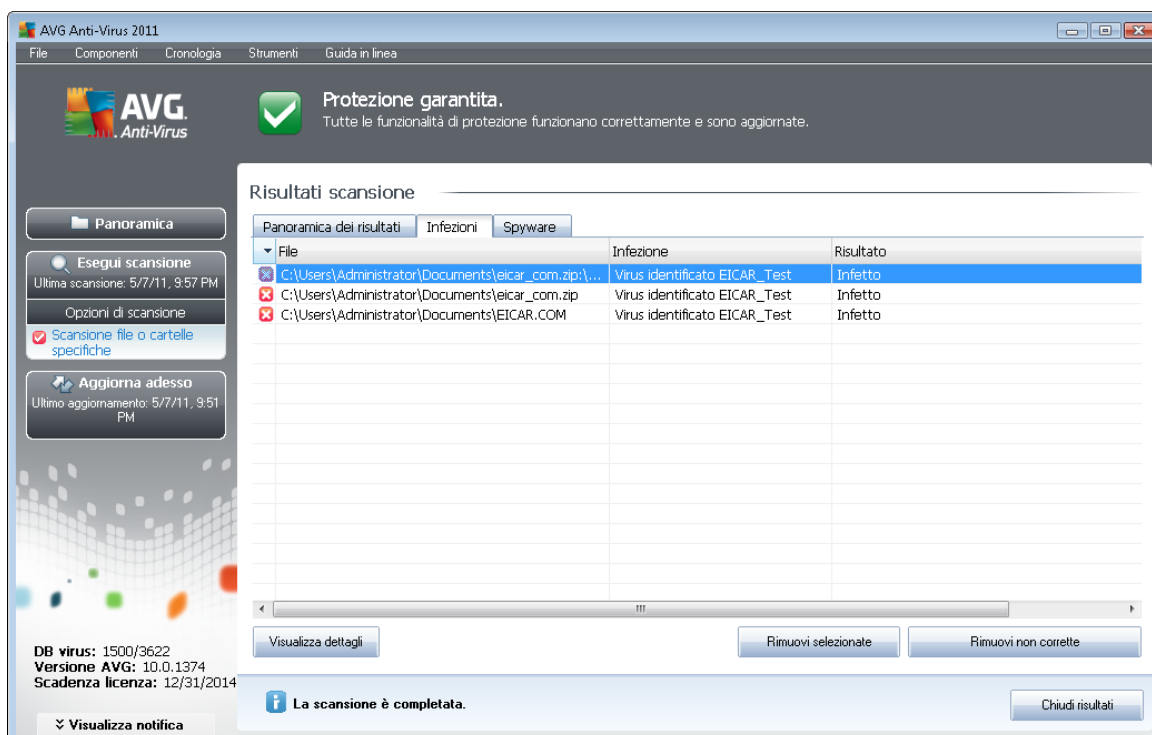 AVG Anti-Virus 2011
File Componenti Cronologia Strumenti Guida in linea
AVG.
Anti-Virus
Protezione garantita.
Tutte le funzionalità di protezione funzionano correttamente e sono aggiornate.
Panoramica
Esegui scansione
Ultima scansione: 5/7/11, 9:57 PM
Opzioni di scansione
Scansione file o cartelle
specifiche
Aggiorna adesso
Ultimo aggiornamento: 5/7/11, 9:51
PM
DB virus: 1500/3622
Versione AVG: 10.0.1374
Scadenza licenza: 12/31/2014
Visualizza notifica
Risultati scansione
Panoramica dei risultati Infezioni Spyware
File Infezione Risultato
C:\Users\Administrator\Documents\eicar_com.zip:\... Virus identificato EICAR_Test Infetto
C:\Users\Administrator\Documents\eicar_com.zip Virus identificato EICAR_Test Infetto
C:\Users\Administrator\Documents\EICAR.COM Virus identificato EICAR_Test Infetto
Visualizza dettagli Rimuovi selezionate Rimuovi non corrette
La scansione è completata.
Chiudi risultati